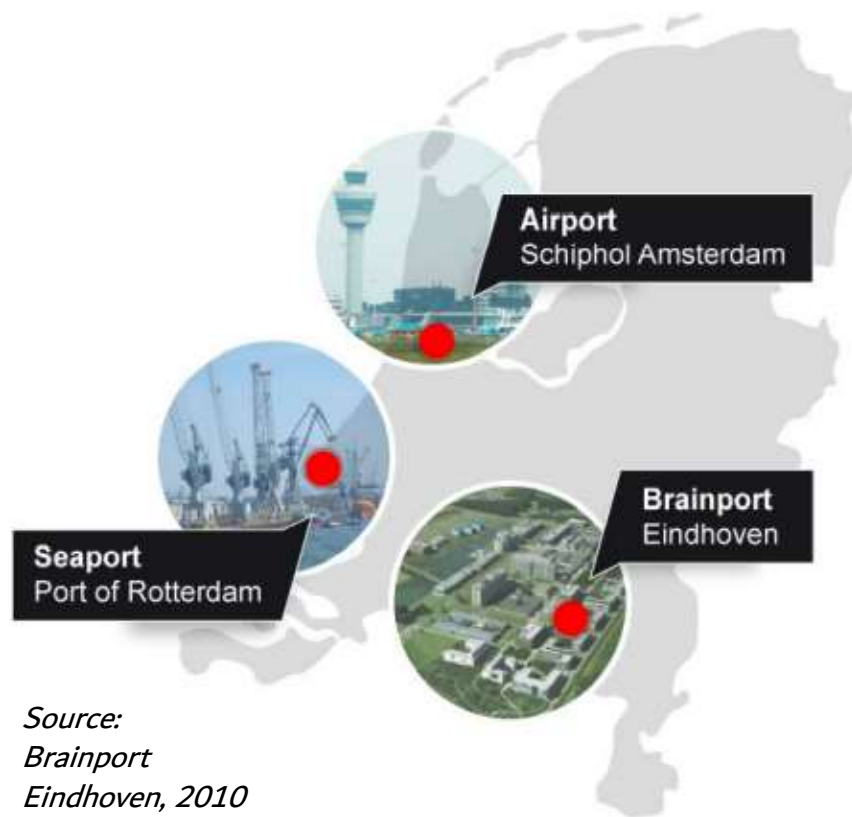 Airport
Schiphol Amsterdam
Brainport
Eindhoven
Seaport
Port of Rotterdam
Source:
Brainport
Eindhoven, 2010